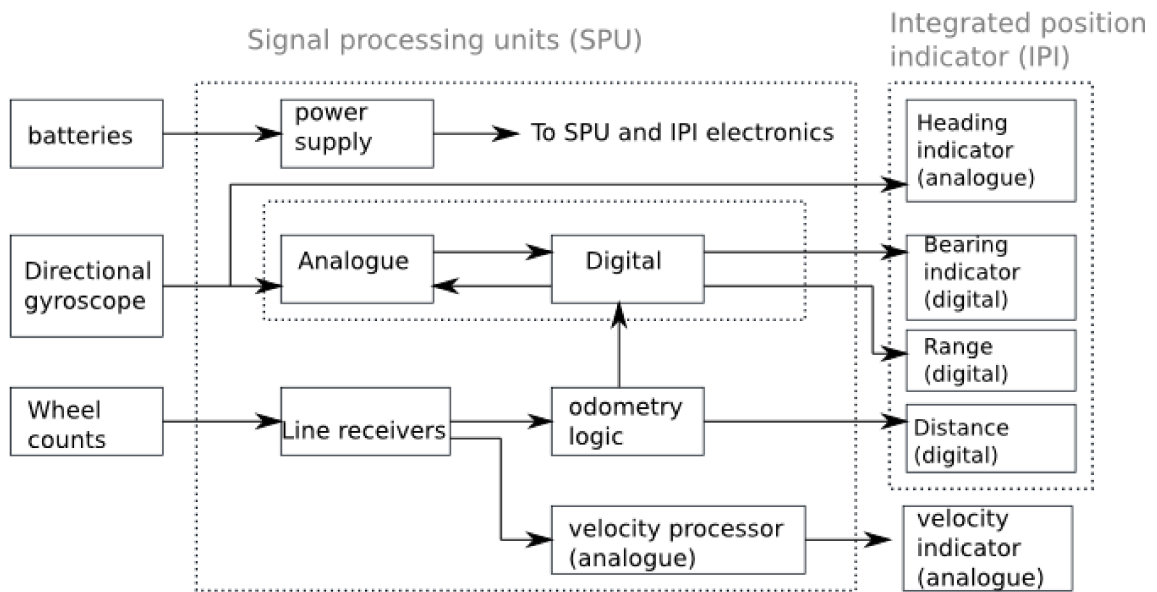 Signal processing units (SPU)
Integrated position
indicator (IPI)
batteries
power
supply
To SPU and IPI electronics
Heading
indicator
(analogue)
Directional
gyroscope
Analogue
Digital
Bearing
indicator
(digital)
Range
(digital)
Wheel
counts
Line receivers
odometry
logic
Distance
(digital)
velocity processor
(analogue)
velocity
indicator
(analogue)